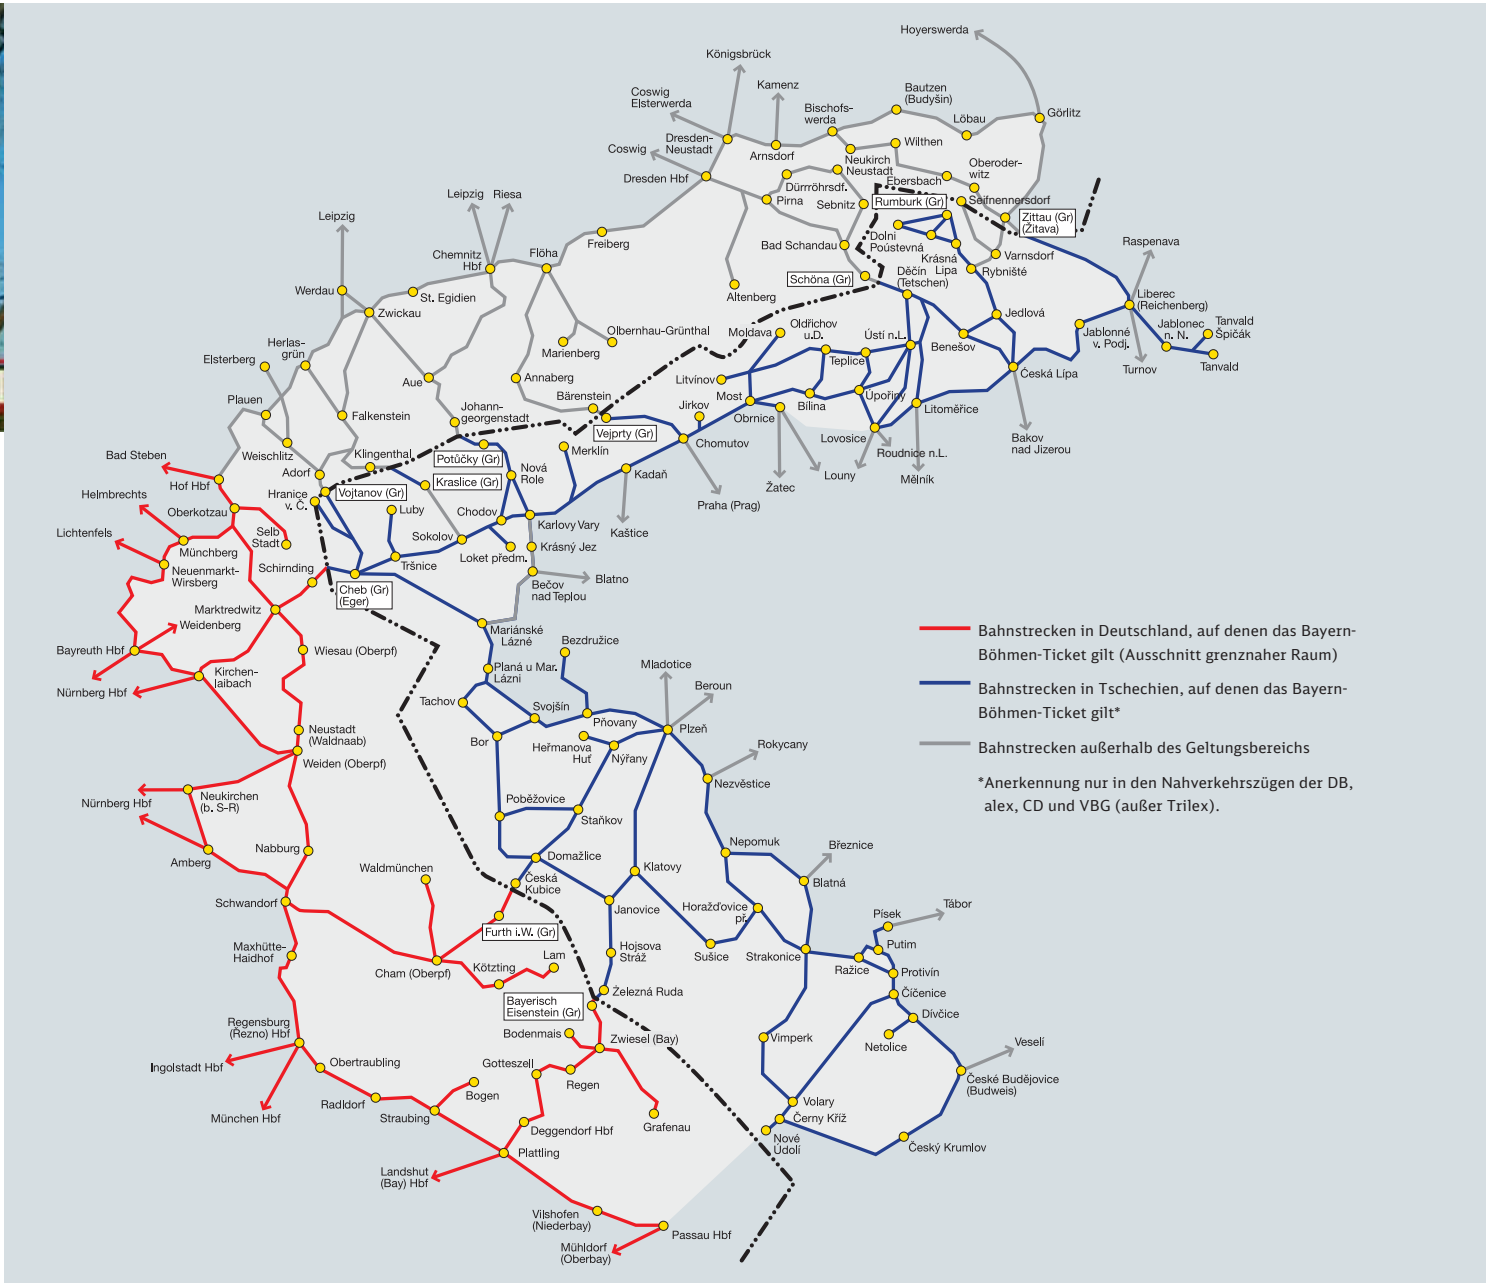 Hoyerswerda
Königsbrück
Kamenz
Coswig
Elsterwerda
Bischofs-
werda
Bautzen
(Budyšin)
Löbau
Görlitz
Dresden-
Neustadt
Coswig
Arnsdorf
Wilthen
Neukirch
Neustadt
Oberoder-
witz
Dresden Hbf
Dürrröhrsdf.
Ebersbach
Pirna
Sebnitz
Rumburk (Gr)
Seifnennersdorf
Zittau (Gr)
(Žitava)
Leipzig
Riesa
Leipzig
Freiberg
Bad Schandau
Dolni
Poústevná
Krásná
Lipa
Varnsdorf
Raspenava
Chemnitz
Hbf
Flöha
Schöna (Gr)
Děčín
(Tetschen)
Rybniště
Werdau
St. Egidien
Altenberg
Liberec
(Reichenberg)
Zwickau
Olbernhau-Grünthal
Moldava
Oldřichov
u.D.
Ústí n.L.
Jedlová
Jablonné
v. Podj.
Jablonec
n. N.
Tanvald
Špičák
Herlas-
grün
Marienberg
Teplice
Benešov
Elsterberg
Aue
Annaberg
Litvínov
Česká Lípa
Turnov
Tanvald
Plauen
Falkenstein
Johann-
georgenstadt
Bärenstein
Jirkov
Most
Obrnice
Bílina
Úpořiny
Litoměřice
Weischlitz
Vejprty (Gr)
Chomutov
Lovosice
Bakov
nad Jizerou
Bad Steben
Adorf
Klingenthal
Potůčky (Gr)
Merklín
Roudnice n.L.
Hof Hbf
Kraslice (Gr)
Nová
Role
Kadaň
Žatec
Louny
Mělník
Helmbrechts
Hranice
v. Č.
Vojtanov (Gr)
Praha (Prag)
Oberkotzau
Luby
Chodov
Karlovy Vary
Kaštice
Lichtenfels
Münchberg
Selb
Stadt
Sokolov
Krásný Jez
Loket předm.
Neuenmarkt-
Wirsberg
Schirnding
Tršnice
Bečov
nad Teplou
Blatno
Cheb (Gr)
(Eger)
Marktredwitz
Weidenberg
Mariánské
Lázné
Bezdružice
Bayreuth Hbf
Wiesau (Oberpf)
Mladotice
Bahnstrecken in Deutschland, auf denen das Bayern-
Böhmen-Ticket gilt (Ausschnitt grenznaher Raum)
Kirchen-
laibach
Planá u Mar.
Lázni
Beroun
Nürnberg Hbf
Tachov
Svojšín
Pňovany
Plzeň
Bahnstrecken in Tschechien, auf denen das Bayern-
Böhmen-Ticket gilt*
Neustadt
(Waldnaab)
Bor
Heřmanova
Huť
Nýřany
Rokycany
Bahnstrecken außerhalb des Geltungsbereichs
Weiden (Oberpf)
Nezvěstice
*Anerkennung nur in den Nahverkehrszügen der DB,
alex, CD und VBG (außer Trilex).
Nürnberg Hbf
Neukirchen
(b. S-R)
Poběžovice
Staňkov
Amberg
Nabburg
Nepomuk
Březnice
Waldmünchen
Domažlice
Klatovy
Blatná
Česká
Kubice
Schwandorf
Janovice
Horažďovice
př.
Písek
Tábor
Furth i.W. (Gr)
Maxhütte-
Haidhof
Putim
Cham (Oberpf)
Kötzting
Lam
Hojsova
Stráž
Sušice
Strakonice
Ražice
Protivín
Železná Ruda
Číčenice
Bayerisch
Eisenstein (Gr)
Dívčice
Regensburg
(Řezno) Hbf
Bodenmais
Zwiesel (Bay)
Vimperk
Netolice
Veselí
Ingolstadt Hbf
Obertraubling
Gotteszell
Regen
České Budějovice
(Budweis)
Radldorf
Bogen
Volary
München Hbf
Straubing
Grafenau
Černy Kříž
Deggendorf Hbf
Nové
Údolí
Český Krumlov
Plattling
Landshut
(Bay) Hbf
Vilshofen
(Niederbay)
Passau Hbf
Mühldorf
(Oberbay)